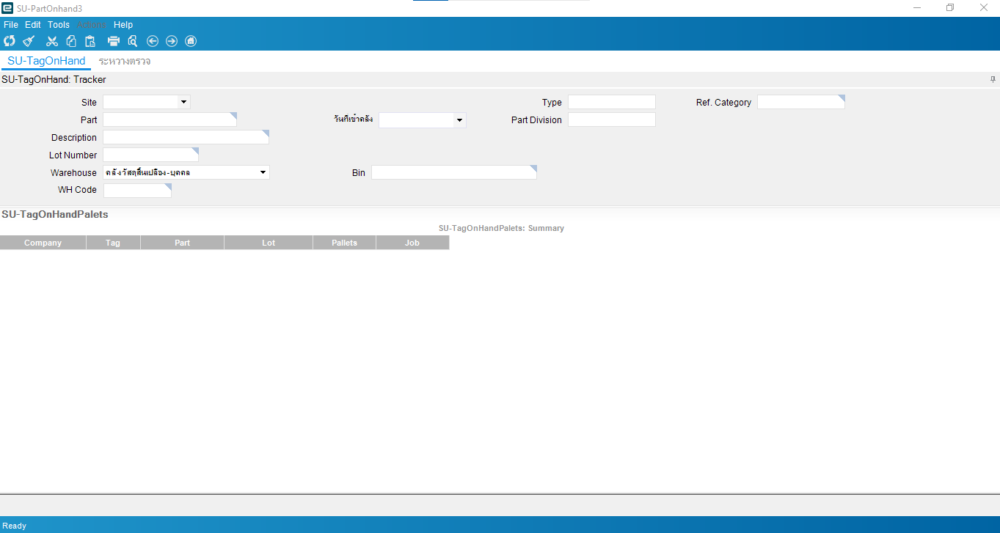 SU-PartOnhand3
File Edit Tools Actions Help
SU-TagOnHand ระหว่างตรวจ
SU-TagOnHand: Tracker
Site Type Ref. Category
Part วันที่เข้าคลัง Part Division
Description
Lot Number
Warehouse คลังวัสดุสิ้นเปลือง-บุคคล Bin
WH Code
SU-TagOnHandPalets
SU-TagOnHandPalets: Summary
Company Tag Part Lot Pallets Job
Ready